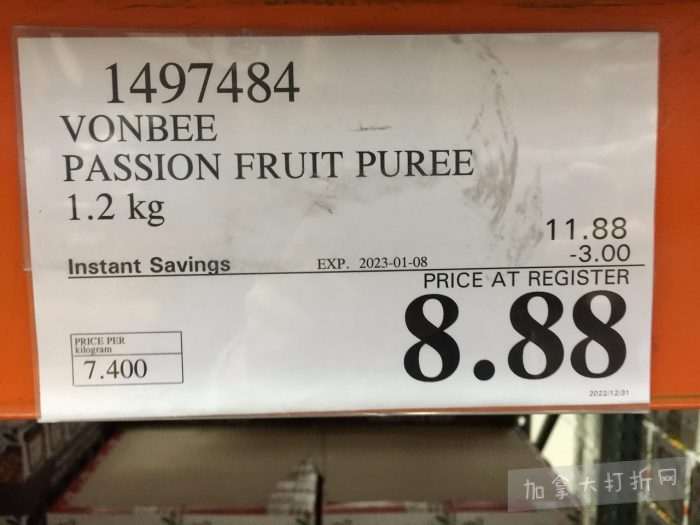 1497484
VONBEE
PASSION FRUIT PUREE
1.2 kg
11.88
Instant Savings EXP. 2023-01-08 -3.00
PRICE AT REGISTER
8.88
PRICE PER
kilogram
7.400
2022/12/31
加拿大打折网